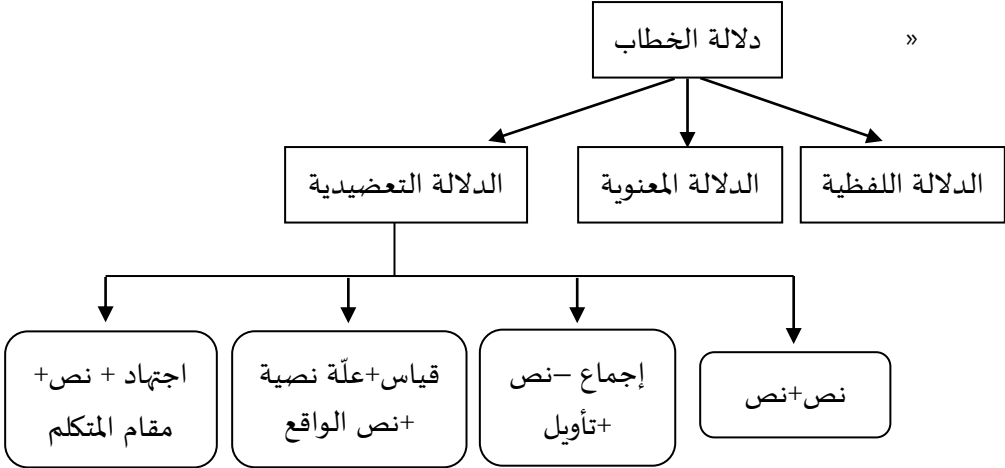 »
دلالة الخطاب
الدلالة اللفظية
الدلالة المعنوية
الدلالة التعضيدية
نص+نص
إجماع –نص
+تأويل
قياس+علّة نصية
+نص الواقع
اجتهاد + نص+
مقام المتكلم